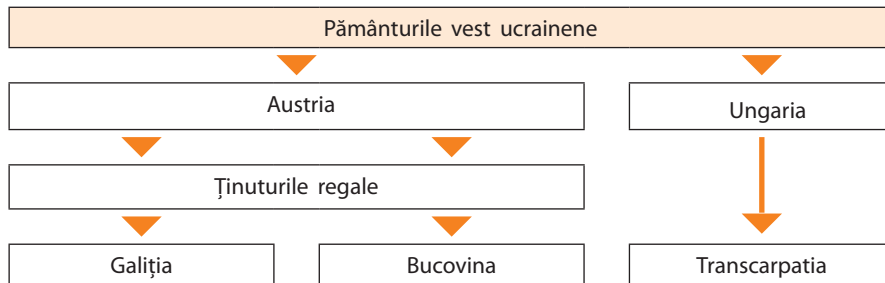 Pământurile vest ucrainene
Austria
Ungaria
Ținuturile regale
Galiția
Bucovina
Transcarpatia